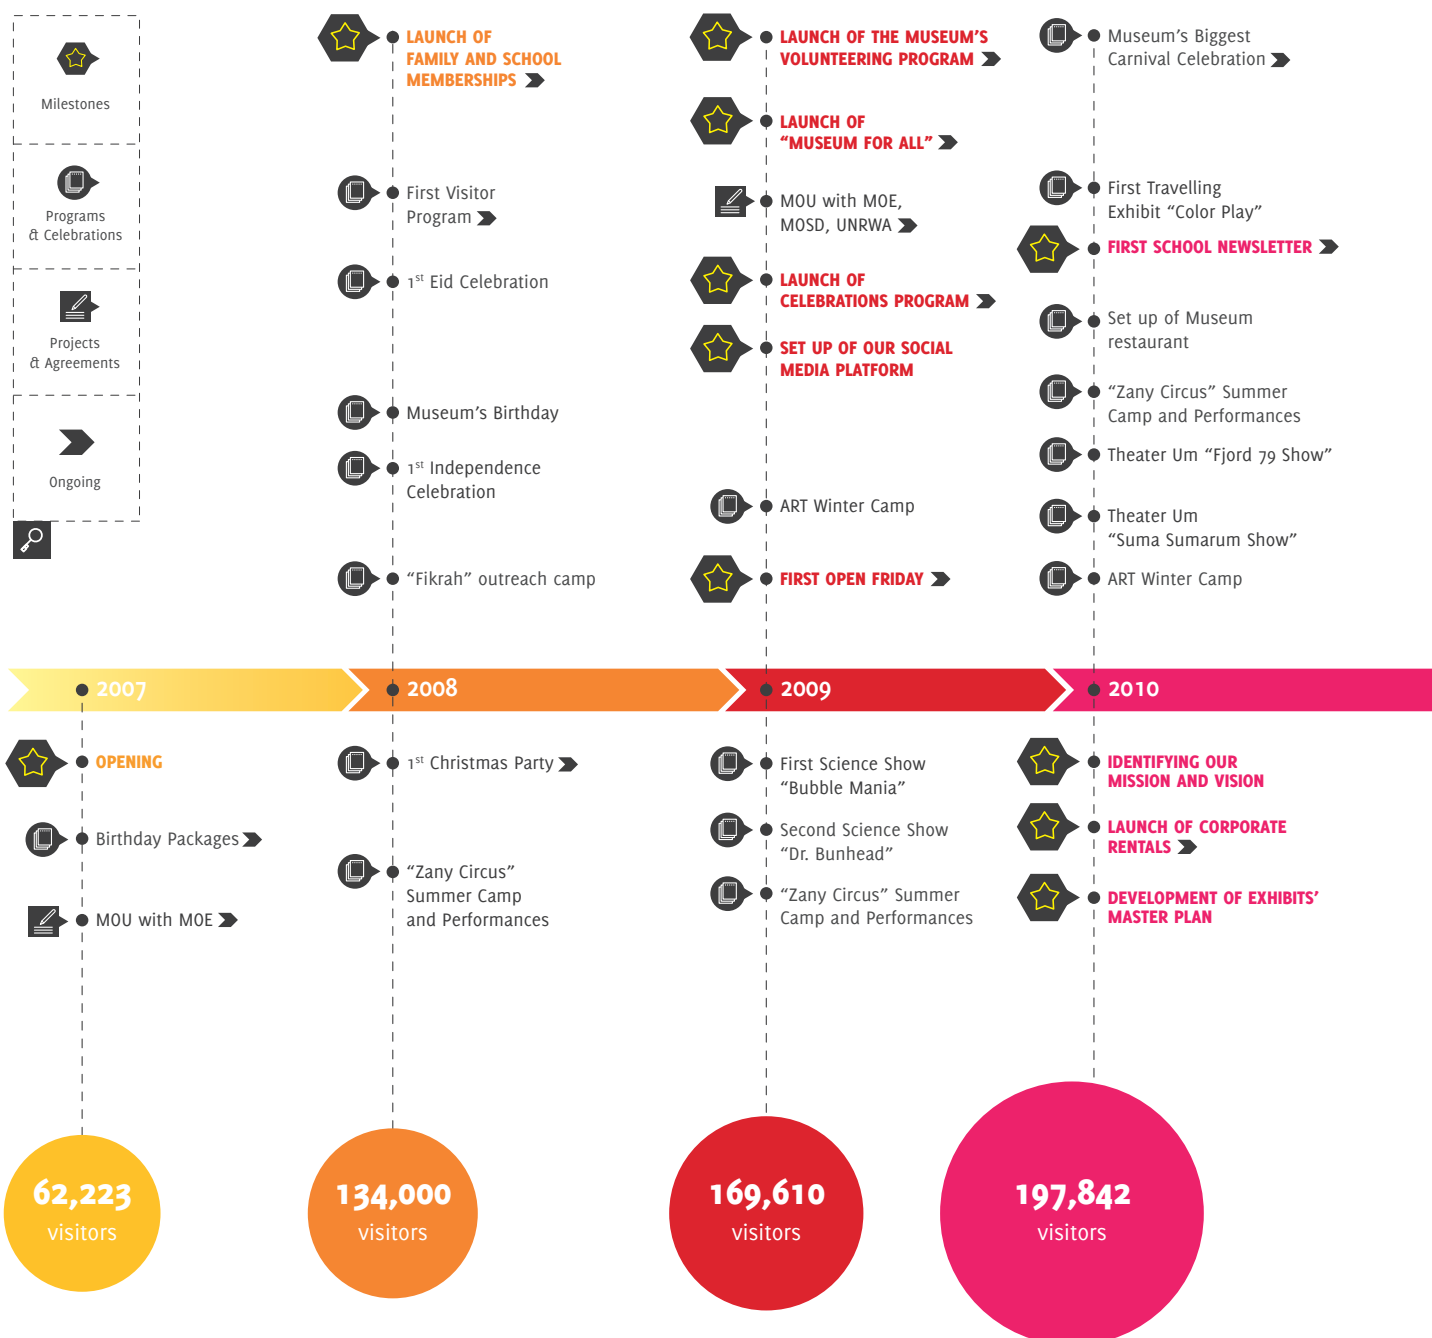 Milestones
Programs
& Celebrations
Projects
& Agreements
Ongoing
LAUNCH OF
FAMILY AND SCHOOL
MEMBERSHIPS
First Visitor
Program
1st Eid Celebration
Museum's Birthday
1st Independence
Celebration
"Fikrah" outreach camp
LAUNCH OF THE MUSEUM'S
VOLUNTEERING PROGRAM
LAUNCH OF
"MUSEUM FOR ALL"
MOU with MOE,
MOSD, UNRWA
LAUNCH OF
CELEBRATIONS PROGRAM
SET UP OF OUR SOCIAL
MEDIA PLATFORM
ART Winter Camp
FIRST OPEN FRIDAY
Museum's Biggest
Carnival Celebration
First Travelling
Exhibit "Color Play"
FIRST SCHOOL NEWSLETTER
Set up of Museum
restaurant
"Zany Circus" Summer
Camp and Performances
Theater Um "Fjord 79 Show"
Theater Um
"Suma Sumarum Show"
ART Winter Camp
2007
2008
2009
2010
OPENING
Birthday Packages
MOU with MOE
1st Christmas Party
"Zany Circus"
Summer Camp
and Performances
First Science Show
"Bubble Mania"
Second Science Show
"Dr. Bunhead"
"Zany Circus" Summer
Camp and Performances
IDENTIFYING OUR
MISSION AND VISION
LAUNCH OF CORPORATE
RENTALS
DEVELOPMENT OF EXHIBITS'
MASTER PLAN
62,223
visitors
134,000
visitors
169,610
visitors
197,842
visitors